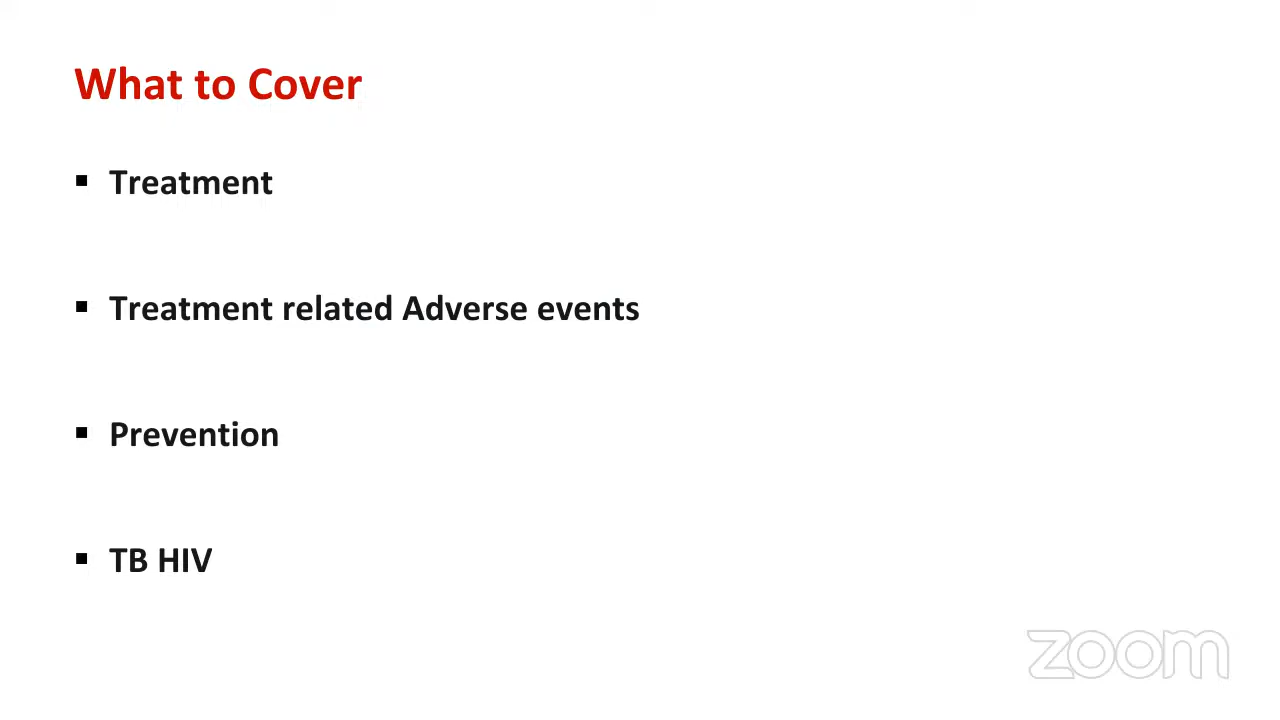 What to Cover
▪ Treatment
▪ Treatment related Adverse events
▪ Prevention
▪ TB HIV
zoom